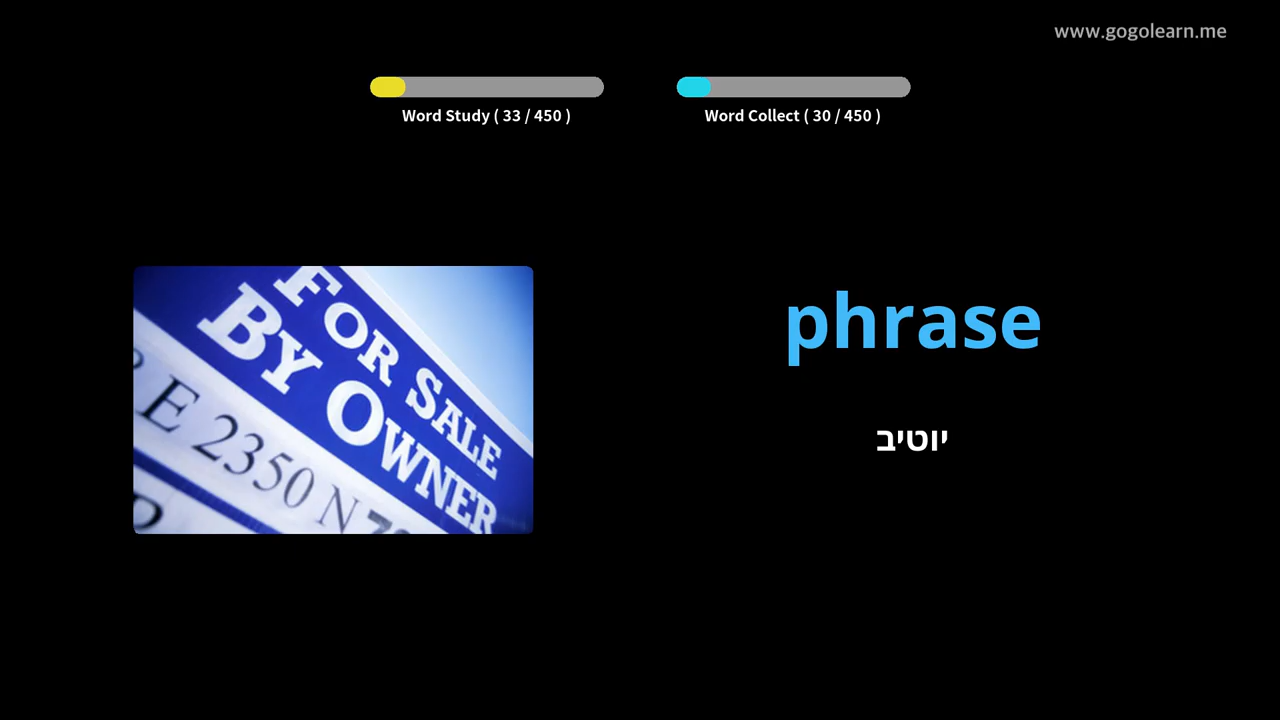 www.gogolearn.me
Word Study ( 33 / 450 )
Word Collect ( 30 / 450 )
FOR SALE
BY OWNER
E 2350 N
phrase
יוטיב